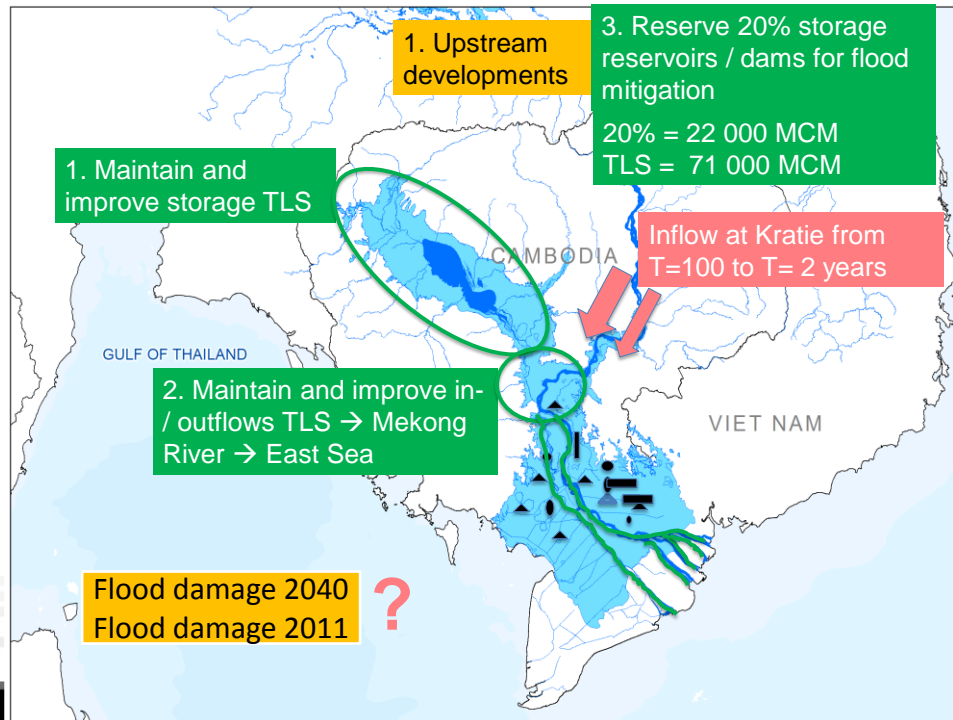 1. Upstream
developments
3. Reserve 20% storage
reservoirs / dams for flood
mitigation
20% = 22 000 MCM
TLS = 71 000 MCM
1. Maintain and
improve storage TLS
Inflow at Kratie from
T=100 to T= 2 years
CAMBODIA
GULF OF THAILAND
2. Maintain and improve in-
/ outflows TLS → Mekong
River → East Sea
VIET NAM
Flood damage 2040
Flood damage 2011
?